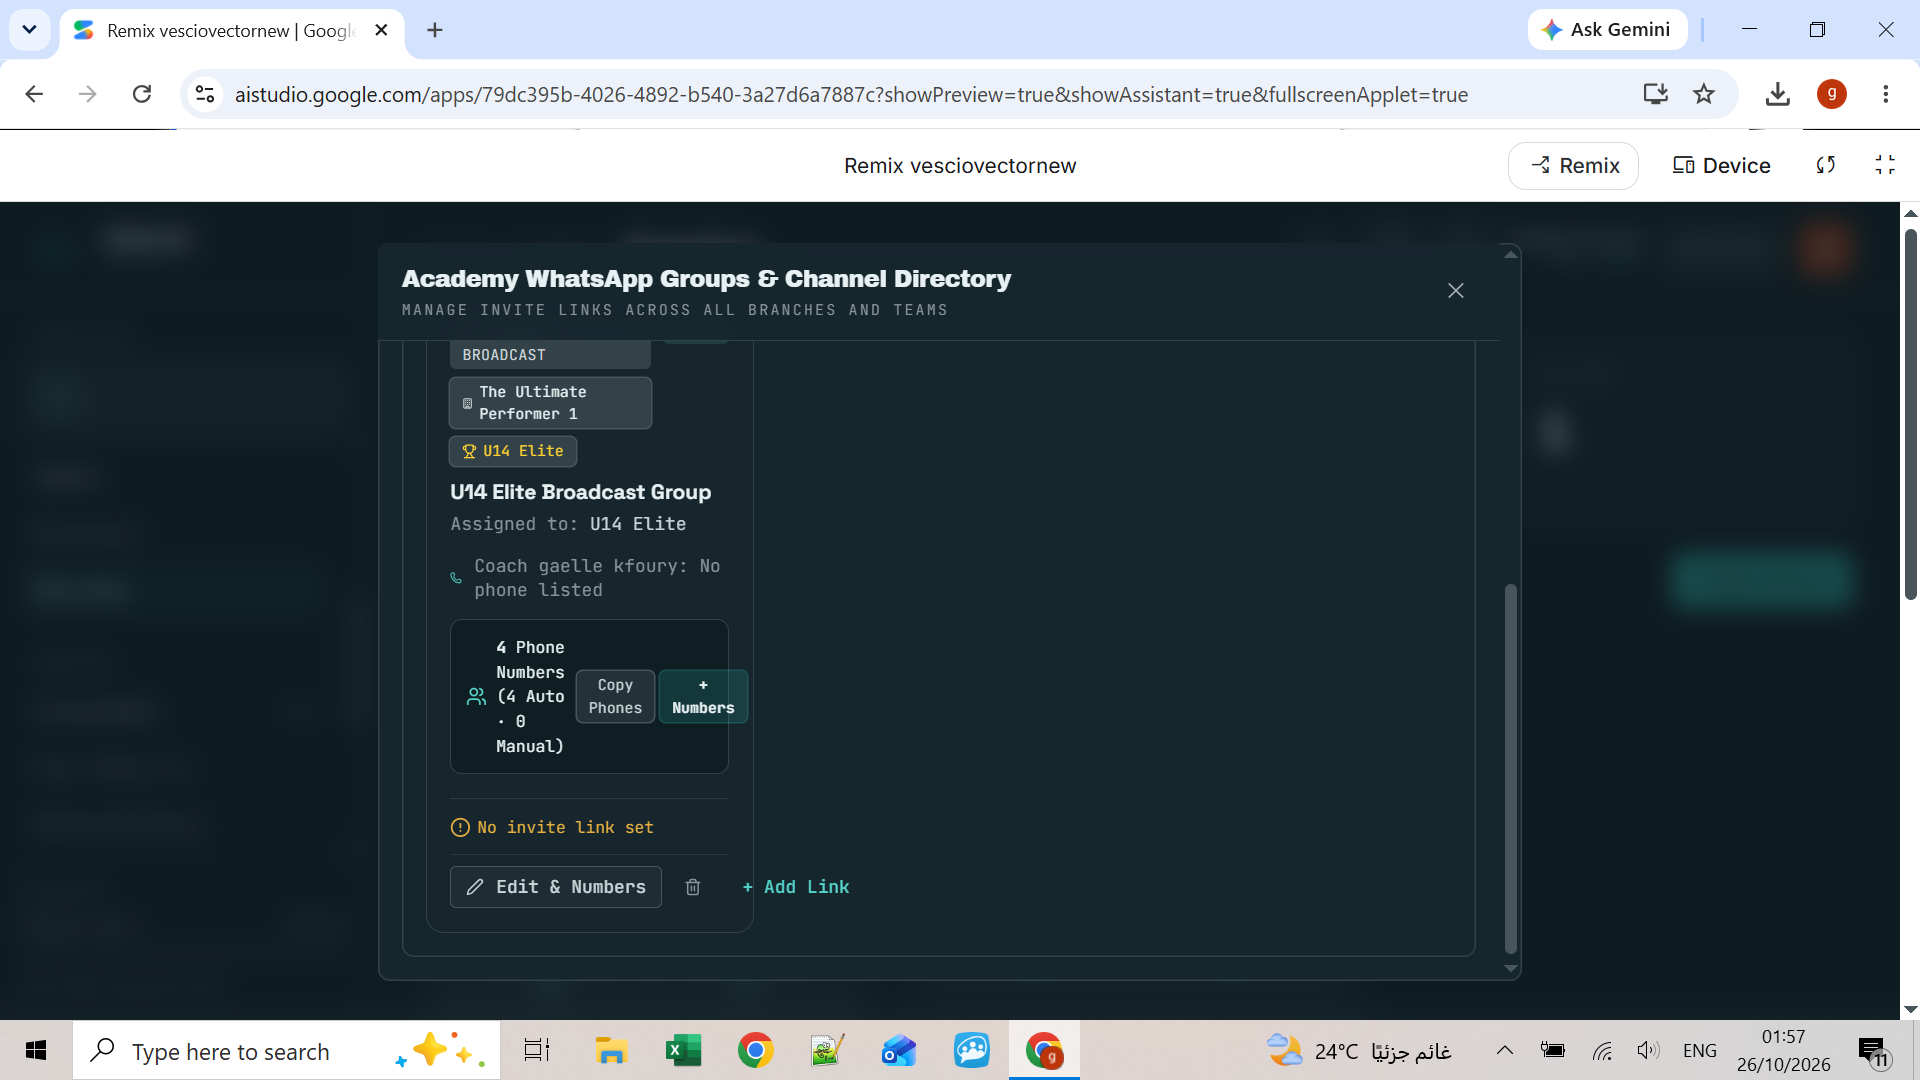 Remix vesciovectornew | Google
Ask Gemini
aistudio.google.com/apps/79dc395b-4026-4892-b540-3a27d6a7887c?showPreview=true&showAssistant=true&fullscreenApplet=true
g
Remix vesciovectornew
Remix
Device
Academy WhatsApp Groups & Channel Directory
MANAGE INVITE LINKS ACROSS ALL BRANCHES AND TEAMS
BROADCAST
The Ultimate
Performer 1
U14 Elite
U14 Elite Broadcast Group
Assigned to: U14 Elite
Coach gaelle kfoury: No
phone listed
4 Phone
Numbers
(4 Auto
· 0
Manual)
Copy
Phones
+
Numbers
No invite link set
Edit & Numbers
+ Add Link
Type here to search
24°C
غائم جزئيًا
ENG
01:57
26/10/2026
11